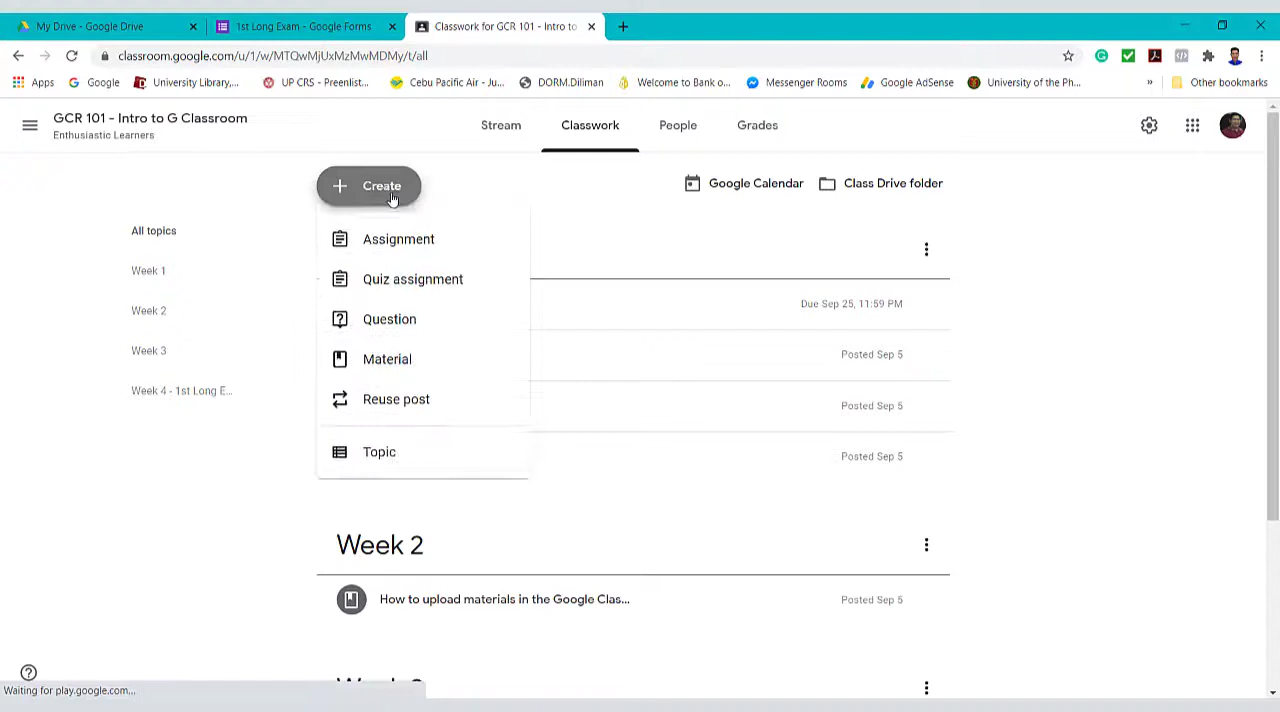 My Drive - Google Drive
1st Long Exam - Google Forms
Classwork for GCR 101 - Intro to
classroom.google.com/u/1/w/MTQwMjUxMzMwMDMy/t/all
Apps
Google
University Library,...
UP CRS - Preenlist...
Cebu Pacific Air - Ju...
DORM.Diliman
Welcome to Bank o...
Messenger Rooms
Google AdSense
University of the Ph...
Other bookmarks
GCR 101 - Intro to G Classroom
Enthusiastic Learners
Stream
Classwork
People
Grades
Create
Google Calendar
Class Drive folder
All topics
Week 1
Week 2
Week 3
Week 4 - 1st Long E...
Assignment
Quiz assignment
Question
Material
Reuse post
Topic
Due Sep 25, 11:59 PM
Posted Sep 5
Posted Sep 5
Posted Sep 5
Week 2
How to upload materials in the Google Clas...
Posted Sep 5
Waiting for play.google.com...